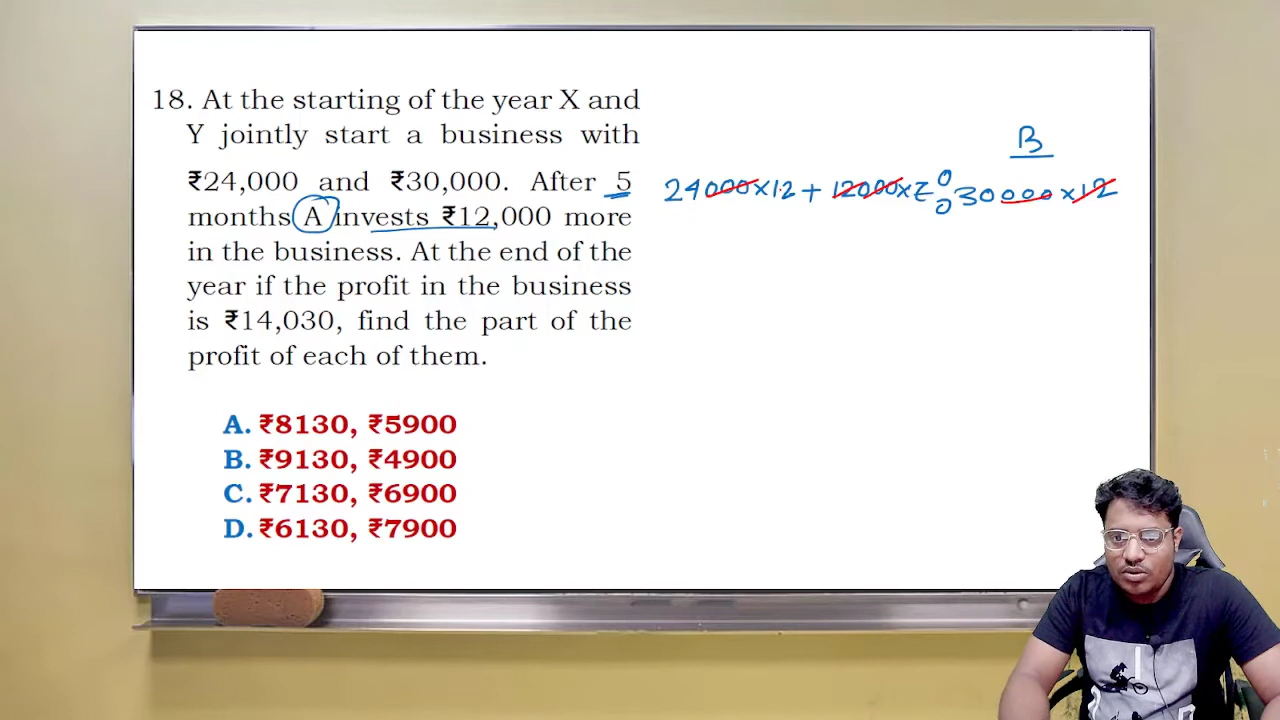 18. At the starting of the year X and
Y jointly start a business with
₹24,000 and ₹30,000. After 5
months A invests ₹12,000 more
in the business. At the end of the
year if the profit in the business
is ₹14,030, find the part of the
profit of each of them.
A. ₹8130, ₹5900
B. ₹9130, ₹4900
C. ₹7130, ₹6900
D. ₹6130, ₹7900
B
24000×12 + 12000× : 30000×12